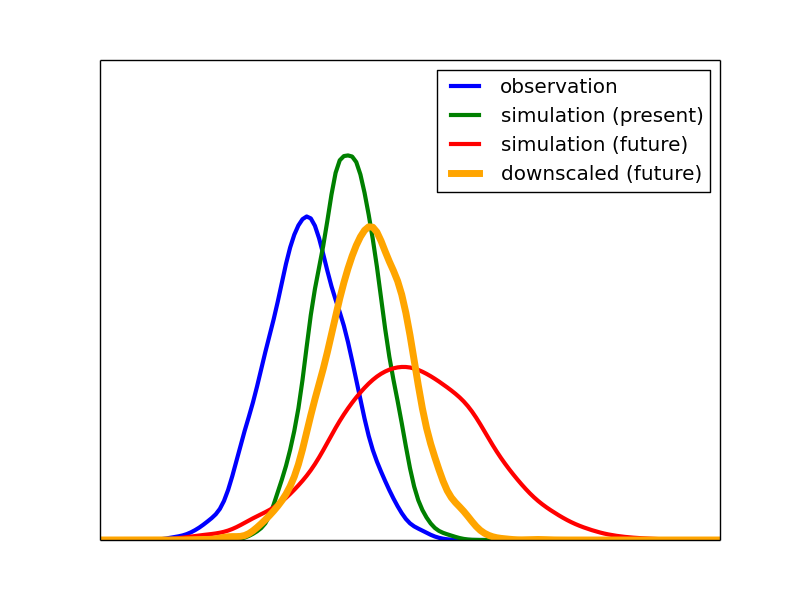 observation
simulation (present)
simulation (future)
downscaled (future)